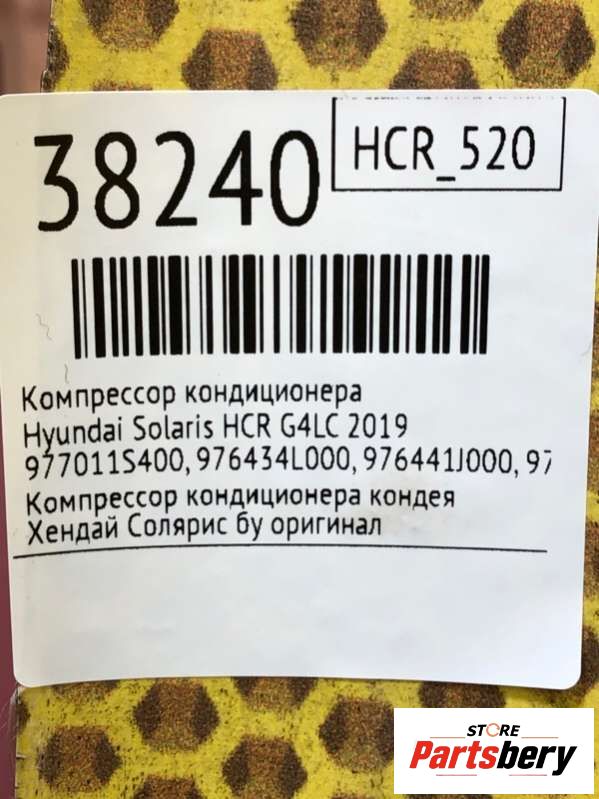 38240
HCR_520
Компрессор кондиционера
Hyundai Solaris HCR G4LC 2019
977011S400, 976434L000, 976441J000, 97
Компрессор кондиционера кондея
Хендай Солярис бу оригинал
STORE
Partsbery